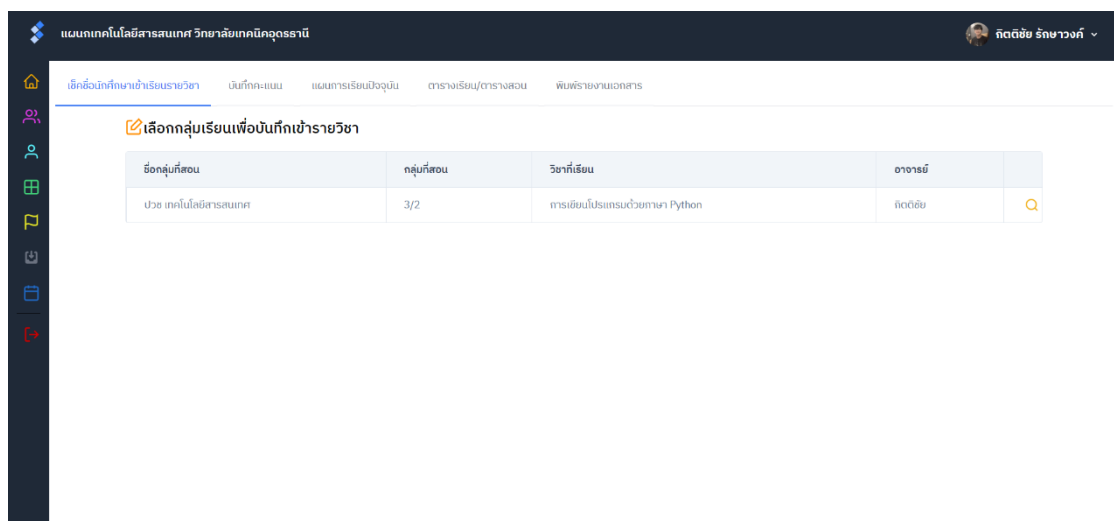 แผนกเทคโนโลยีสารสนเทศ วิทยาลัยเทคนิคอุดรธานี
กิตติชัย รักษาวงค์
เช็คชื่อนักศึกษาเข้าเรียนรายวิชา บันทึกคะแนน แผนการเรียนปัจจุบัน ตารางเรียน/ตารางสอน พิมพ์รายงานเอกสาร
เลือกกลุ่มเรียนเพื่อบันทึกเข้ารายวิชา
ชื่อกลุ่มที่สอน กลุ่มที่สอน วิชาที่เรียน อาจารย์
ปวช เทคโนโลยีสารสนเทศ 3/2 การเขียนโปรแกรมด้วยภาษา Python กิตติชัย